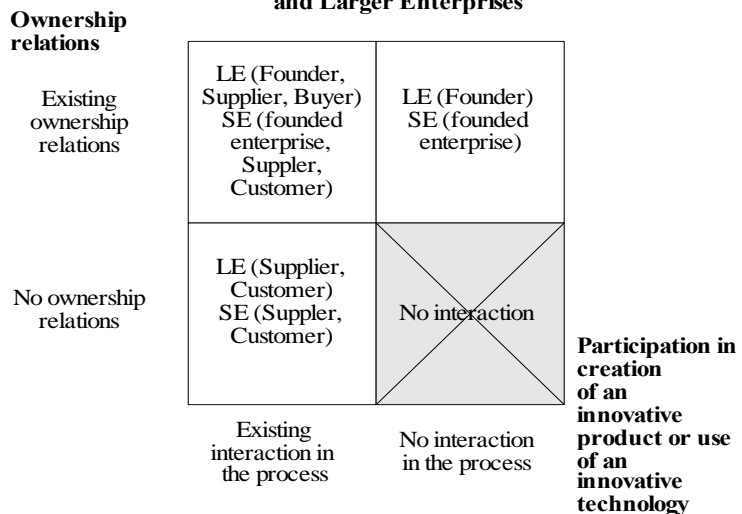 and Larger Enterprises
Ownership
relations
Existing
ownership
relations
LE (Founder,
Supplier, Buyer)
SE (founded
enterprise,
Suppler,
Customer)
LE (Founder)
SE (founded
enterprise)
No ownership
relations
LE (Supplier,
Customer)
SE (Suppler,
Customer)
No interaction
Existing
interaction in
the process
No interaction
in the process
Participation in
creation
of an
innovative
product or use
of an
innovative
technology